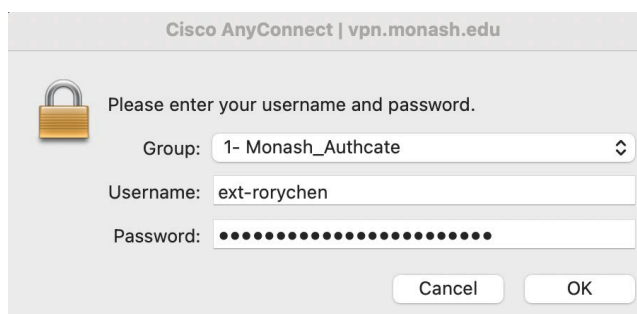 Cisco AnyConnect | vpn.monash.edu
Please enter your username and password.
Group: 1- Monash_Authcate
Username: ext-rorychen
Password: ••••••••••••••••••••••••
Cancel OK